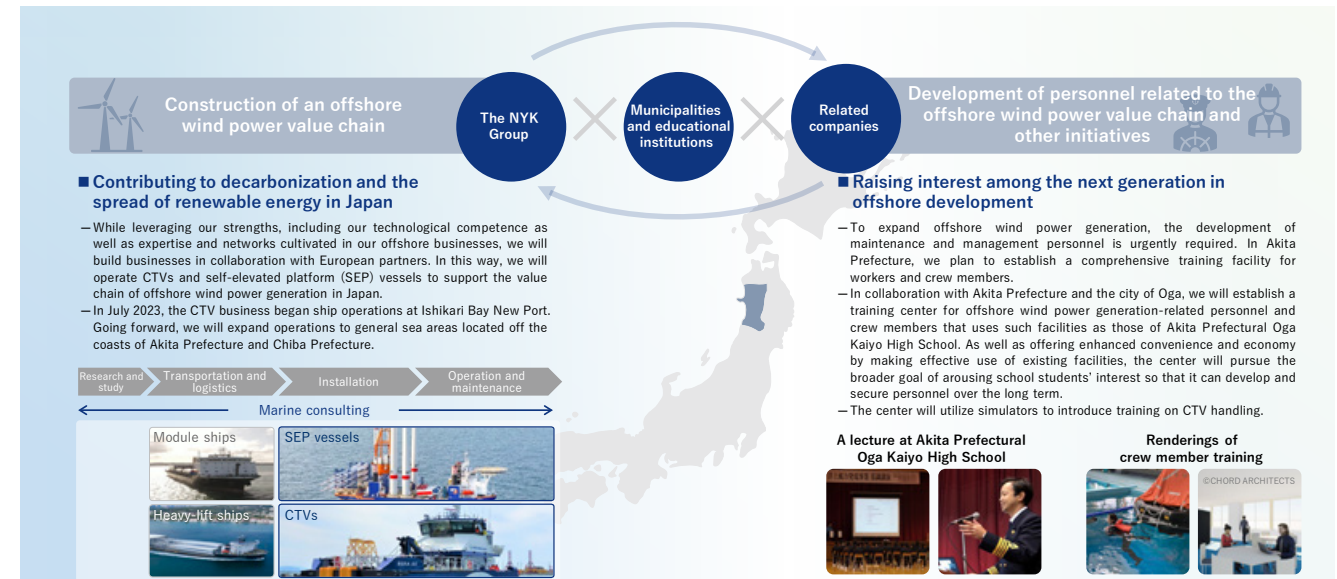 Construction of an offshore
wind power value chain
The NYK
Group
Municipalities
and educational
institutions
Related
companies
Development of personnel related to the
offshore wind power value chain and
other initiatives
■ Contributing to decarbonization and the
spread of renewable energy in Japan
— While leveraging our strengths, including our technological competence as
well as expertise and networks cultivated in our offshore businesses, we will
build businesses in collaboration with European partners. In this way, we will
operate CTVs and self-elevated platform (SEP) vessels to support the value
chain of offshore wind power generation in Japan.
— In July 2023, the CTV business began ship operations at Ishikari Bay New Port.
Going forward, we will expand operations to general sea areas located off the
coasts of Akita Prefecture and Chiba Prefecture.
Research and
study
Transportation and
logistics
Installation
Operation and
maintenance
Marine consulting
Module ships
SEP vessels
Heavy-lift ships
CTVs
■ Raising interest among the next generation in
offshore development
— To expand offshore wind power generation, the development of
maintenance and management personnel is urgently required. In Akita
Prefecture, we plan to establish a comprehensive training facility for
workers and crew members.
— In collaboration with Akita Prefecture and the city of Oga, we will establish a
training center for offshore wind power generation-related personnel and
crew members that uses such facilities as those of Akita Prefectural Oga
Kaiyo High School. As well as offering enhanced convenience and economy
by making effective use of existing facilities, the center will pursue the
broader goal of arousing school students' interest so that it can develop and
secure personnel over the long term.
— The center will utilize simulators to introduce training on CTV handling.
A lecture at Akita Prefectural
Oga Kaiyo High School
Renderings of
crew member training
©CHORD ARCHITECTS